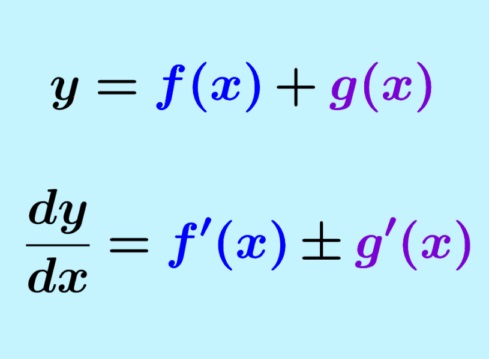 y = f(x) + g(x)
dy/dx = f′(x) ± g′(x)